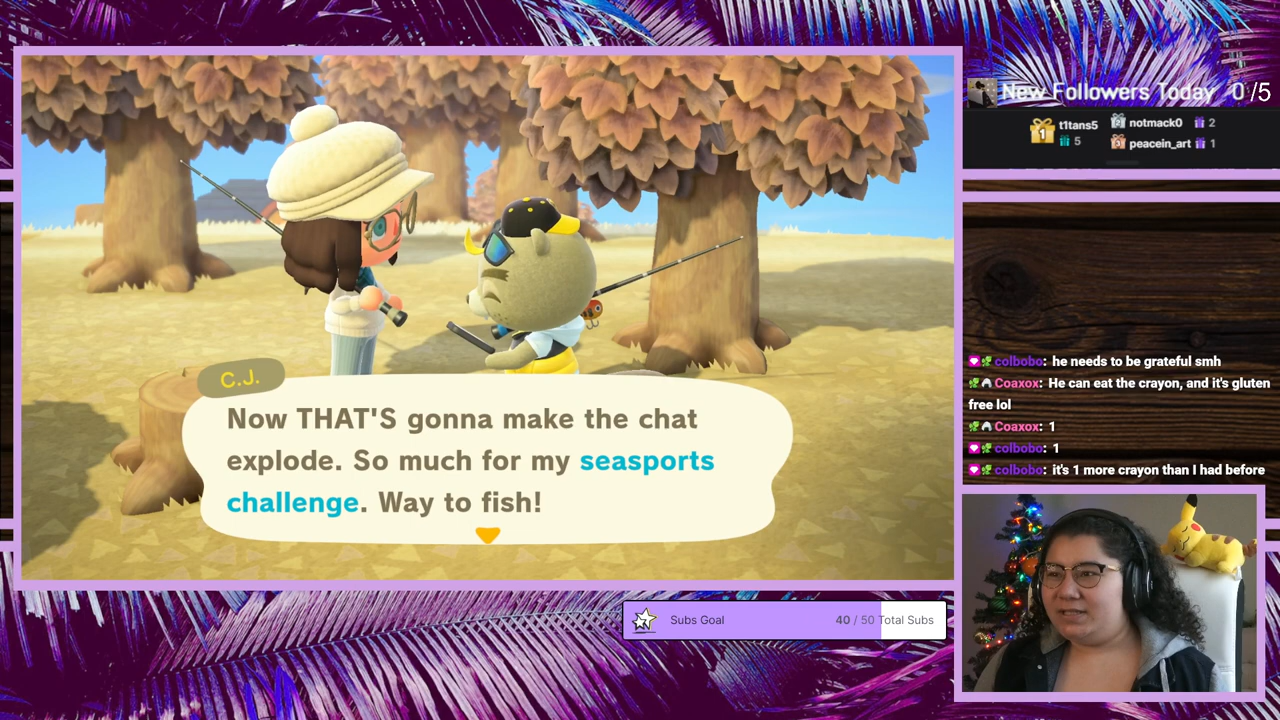 New Followers Today 0 /5
1 t1tans5 5
2 notmack0 2
3 peacein_art 1
C.J.
Now THAT'S gonna make the chat
explode. So much for my seasports
challenge. Way to fish!
colbobo: he needs to be grateful smh
Coaxox: He can eat the crayon, and it's gluten
free lol
Coaxox: 1
colbobo: 1
colbobo: it's 1 more crayon than I had before
Subs Goal 40 / 50 Total Subs